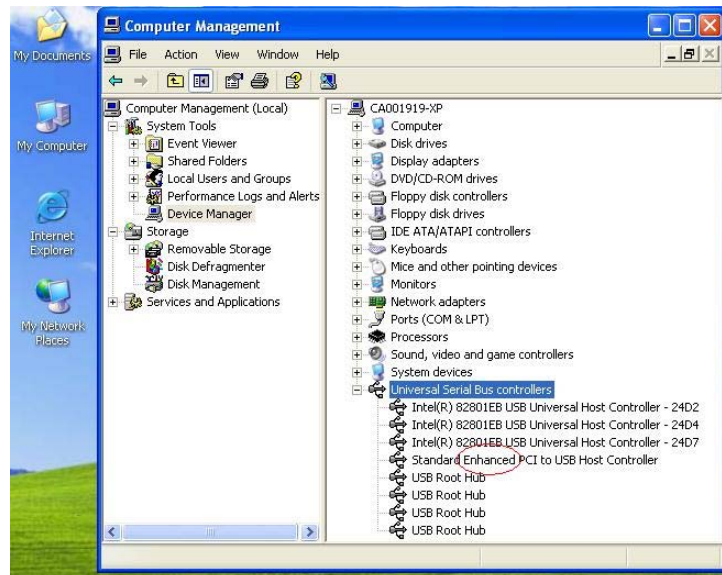 My Documents
My Computer
Internet
Explorer
My Network
Places
Computer Management
File Action View Window Help
Computer Management (Local)
System Tools
Event Viewer
Shared Folders
Local Users and Groups
Performance Logs and Alerts
Device Manager
Storage
Removable Storage
Disk Defragmenter
Disk Management
Services and Applications
CA001919-XP
Computer
Disk drives
Display adapters
DVD/CD-ROM drives
Floppy disk controllers
Floppy disk drives
IDE ATA/ATAPI controllers
Keyboards
Mice and other pointing devices
Monitors
Network adapters
Ports (COM & LPT)
Processors
Sound, video and game controllers
System devices
Universal Serial Bus controllers
Intel(R) 82801EB USB Universal Host Controller - 24D2
Intel(R) 82801EB USB Universal Host Controller - 24D4
Intel(R) 82801EB USB Universal Host Controller - 24D7
Standard Enhanced PCI to USB Host Controller
USB Root Hub
USB Root Hub
USB Root Hub
USB Root Hub